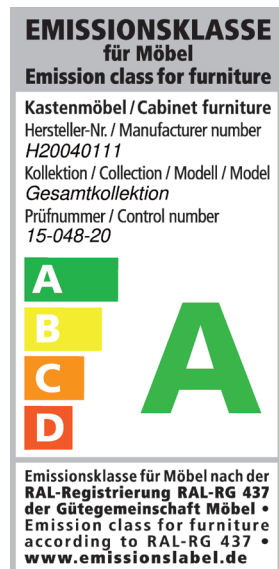 EMISSIONSKLASSE
für Möbel
Emission class for furniture
Kastenmöbel / Cabinet furniture
Hersteller-Nr. / Manufacturer number
H20040111
Kollektion / Collection / Modell / Model
Gesamtkollektion
Prüfnummer / Control number
15-048-20
A
B
C
D
A
Emissionsklasse für Möbel nach der
RAL-Registrierung RAL-RG 437
der Gütegemeinschaft Möbel •
Emission class for furniture
according to RAL-RG 437 •
www.emissionslabel.de